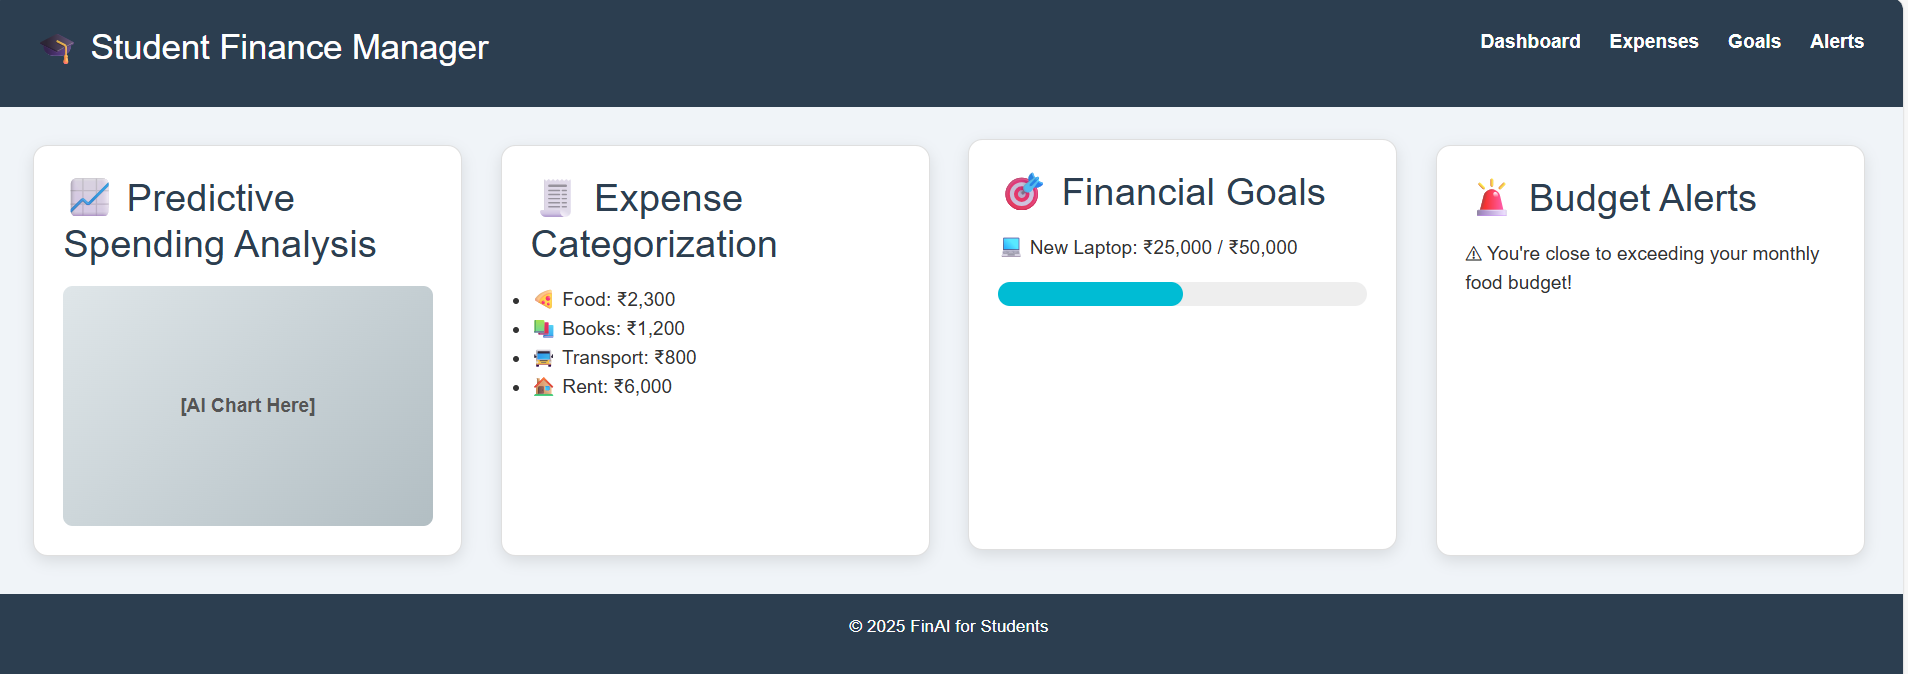 🎓 Student Finance Manager
Dashboard Expenses Goals Alerts
📈 Predictive
Spending Analysis
[AI Chart Here]
🧾 Expense
Categorization
• 🍕 Food: ₹2,300
• 📚 Books: ₹1,200
• 🚍 Transport: ₹800
• 🏠 Rent: ₹6,000
🎯 Financial Goals
💻 New Laptop: ₹25,000 / ₹50,000
🚨 Budget Alerts
⚠ You're close to exceeding your monthly
food budget!
© 2025 FinAI for Students